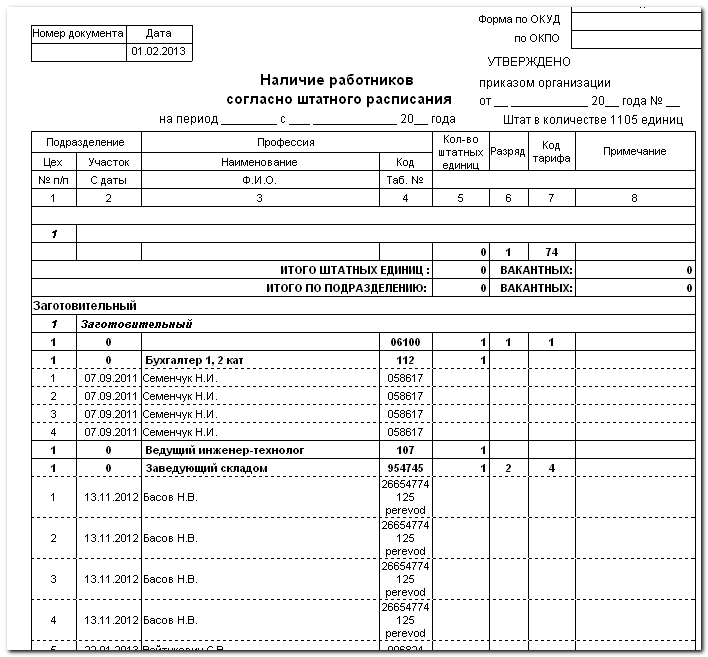 Форма по ОКУД
по ОКПО
Номер документа Дата
01.02.2013
УТВЕРЖДЕНО
Наличие работников
согласно штатного расписания
приказом организации
от __ ____________ 20__ года № __
на период ________ с ___ ____________ 20__ года
Штат в количестве 1105 единиц
Подразделение Профессия Кол-во штатных единиц Разряд Код тарифа Примечание
Цех Участок Наименование Код
№ п/п С даты Ф.И.О. Таб. №
1 2 3 4 5 6 7 8
1
0 1 74
ИТОГО ШТАТНЫХ ЕДИНИЦ : 0 ВАКАНТНЫХ: 0
ИТОГО ПО ПОДРАЗДЕЛЕНИЮ: 0 ВАКАНТНЫХ: 0
Заготовительный
1 Заготовительный
1 0 06100 1 1 1
1 0 Бухгалтер 1, 2 кат 112 1
1 07.09.2011 Семенчук Н.И. 058617
2 07.09.2011 Семенчук Н.И. 058617
3 07.09.2011 Семенчук Н.И. 058617
4 07.09.2011 Семенчук Н.И. 058617
1 0 Ведущий инженер-технолог 107 1
1 0 Заведующий складом 954745 1 2 4
1 13.11.2012 Басов Н.В. 26654774 125 perevod
2 13.11.2012 Басов Н.В. 26654774 125 perevod
3 13.11.2012 Басов Н.В. 26654774 125 perevod
4 13.11.2012 Басов Н.В. 26654774 125 perevod
5 22.01.2013